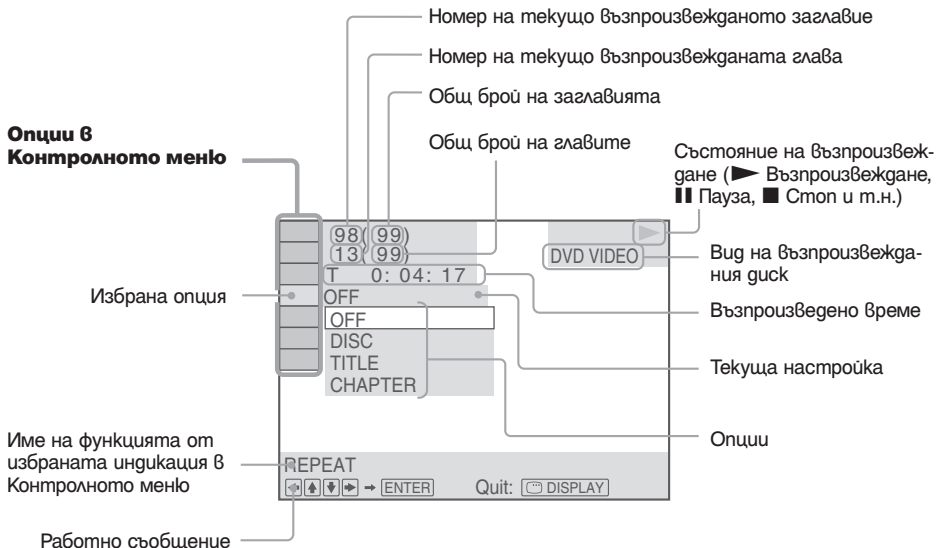 Номер на текущо възпроизвежданото заглавие
Номер на текущо възпроизвежданата глава
Общ брой на заглавията
Общ брой на главите
Опции в
Контролното меню
Състояние на възпроизвеж-
дане (▶ Възпроизвеждане,
▮▮ Пауза, ■ Стоп и т.н.)
98( 99)
13( 99)
DVD VIDEO
Вид на възпроизвежда-
ния диск
T 0: 04: 17
Избрана опция
OFF
Възпроизведено време
OFF
DISC
TITLE
CHAPTER
Текуща настройка
Опции
Име на функцията от
избраната индикация в
Контролното меню
REPEAT
← ↑ ↓ → → ENTER Quit: DISPLAY
Работно съобщение